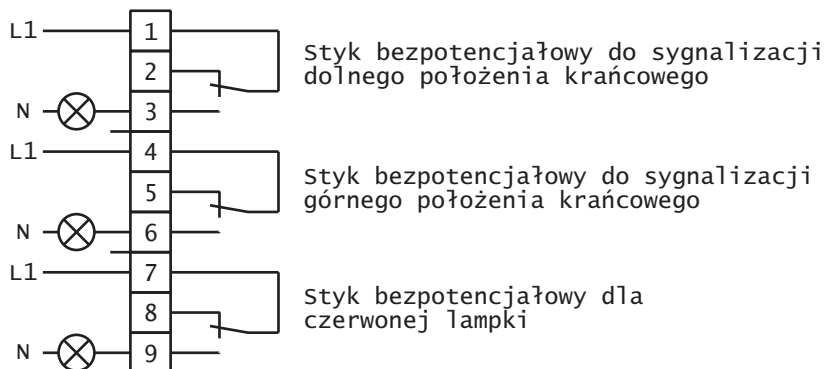 L1 1
2
N 3
Styk bezpotencjałowy do sygnalizacji
dolnego położenia krańcowego
L1 4
5
N 6
Styk bezpotencjałowy do sygnalizacji
górnego położenia krańcowego
L1 7
8
N 9
Styk bezpotencjałowy dla
czerwonej lampki